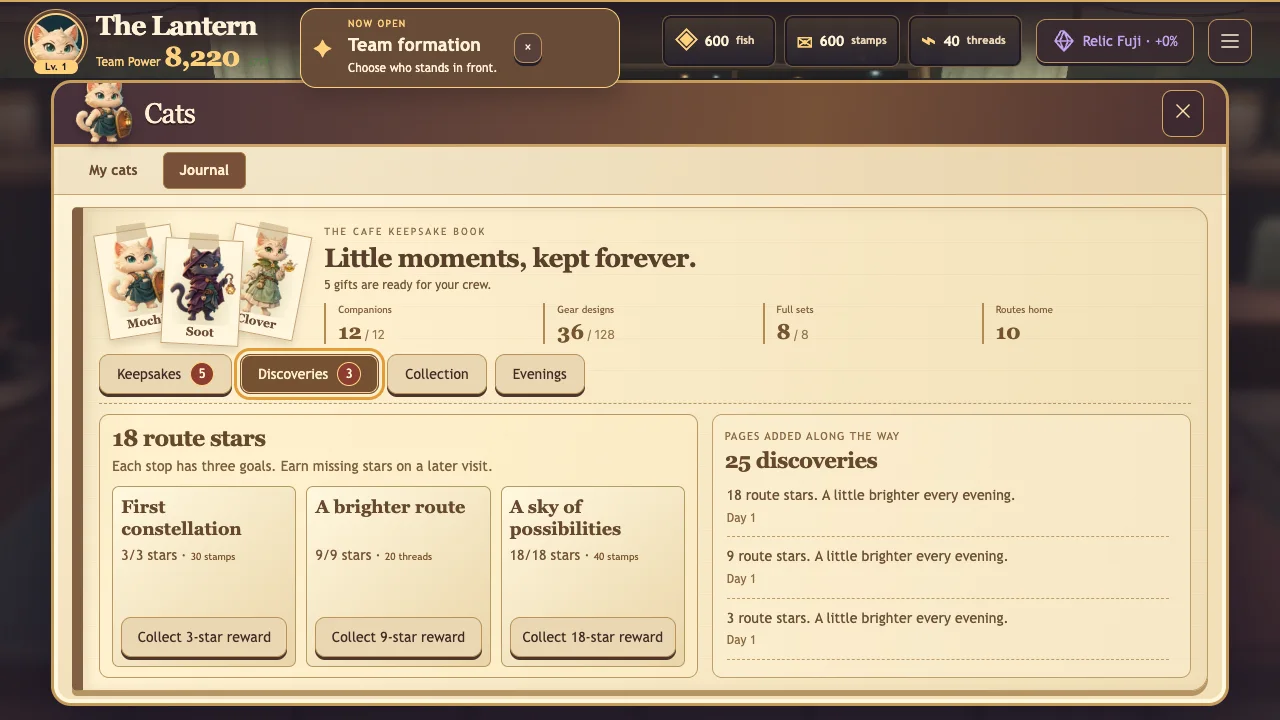 The Lantern
Team Power 8,220
Lv. 1
NOW OPEN
Team formation
Choose who stands in front.
×
600 fish
600 stamps
40 threads
Relic Fuji · +0%
Cats
My cats
Journal
Moch
Soot
Clover
THE CAFE KEEPSAKE BOOK
Little moments, kept forever.
5 gifts are ready for your crew.
Companions
12 / 12
Gear designs
36 / 128
Full sets
8 / 8
Routes home
10
Keepsakes 5
Discoveries 3
Collection
Evenings
18 route stars
Each stop has three goals. Earn missing stars on a later visit.
First
constellation
3/3 stars · 30 stamps
Collect 3-star reward
A brighter route
9/9 stars · 20 threads
Collect 9-star reward
A sky of
possibilities
18/18 stars · 40 stamps
Collect 18-star reward
PAGES ADDED ALONG THE WAY
25 discoveries
18 route stars. A little brighter every evening.
Day 1
9 route stars. A little brighter every evening.
Day 1
3 route stars. A little brighter every evening.
Day 1